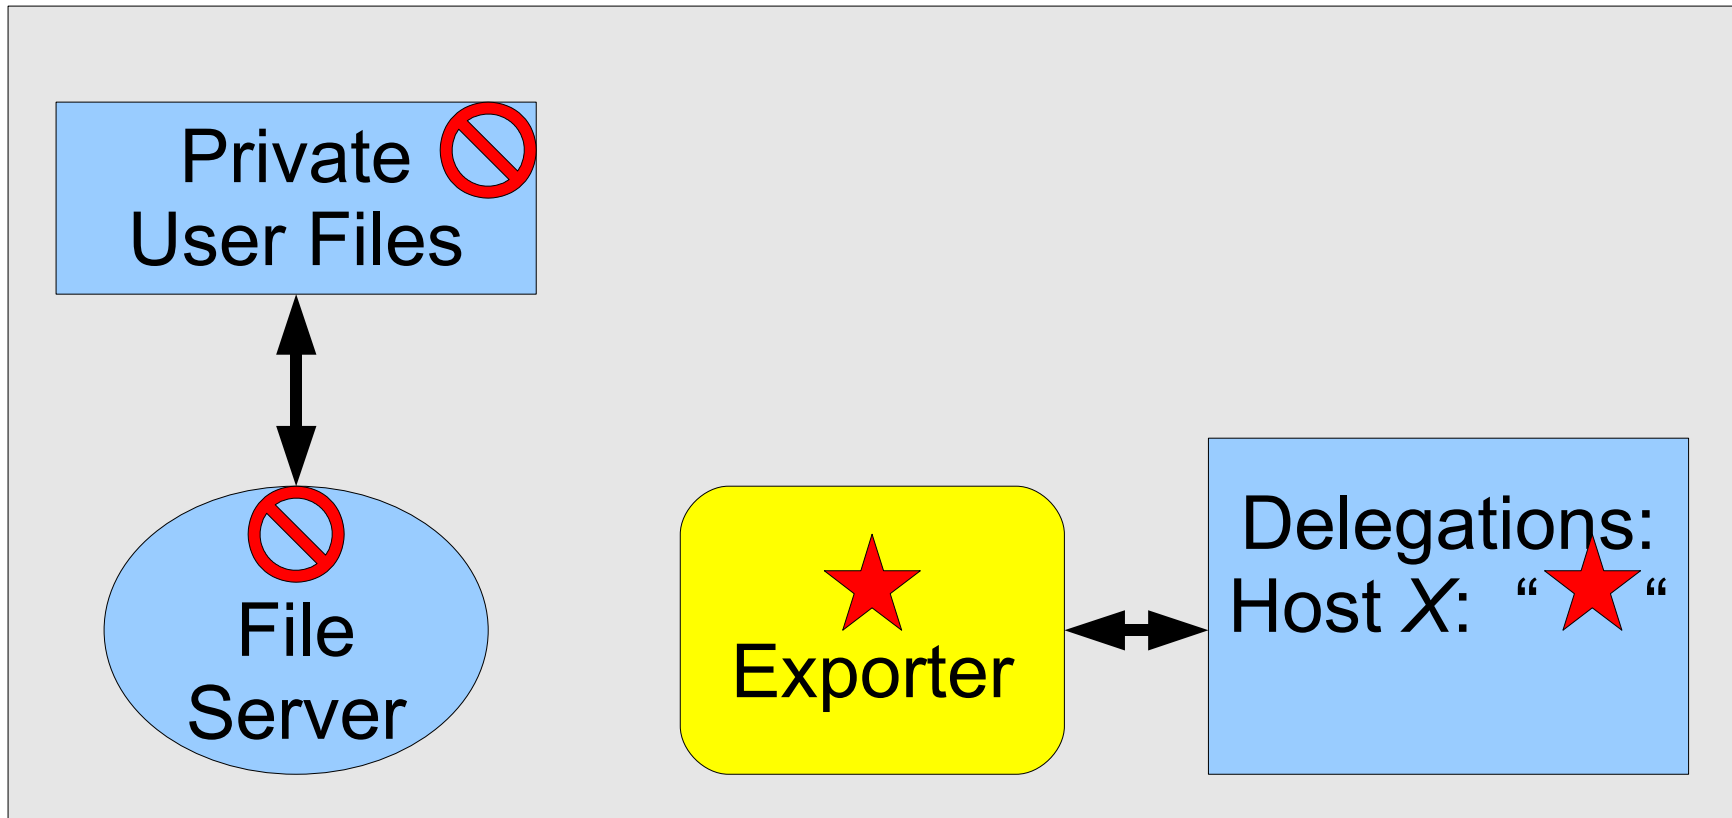 Private
User Files
File
Server
Exporter
Delegations:
Host X: “ “